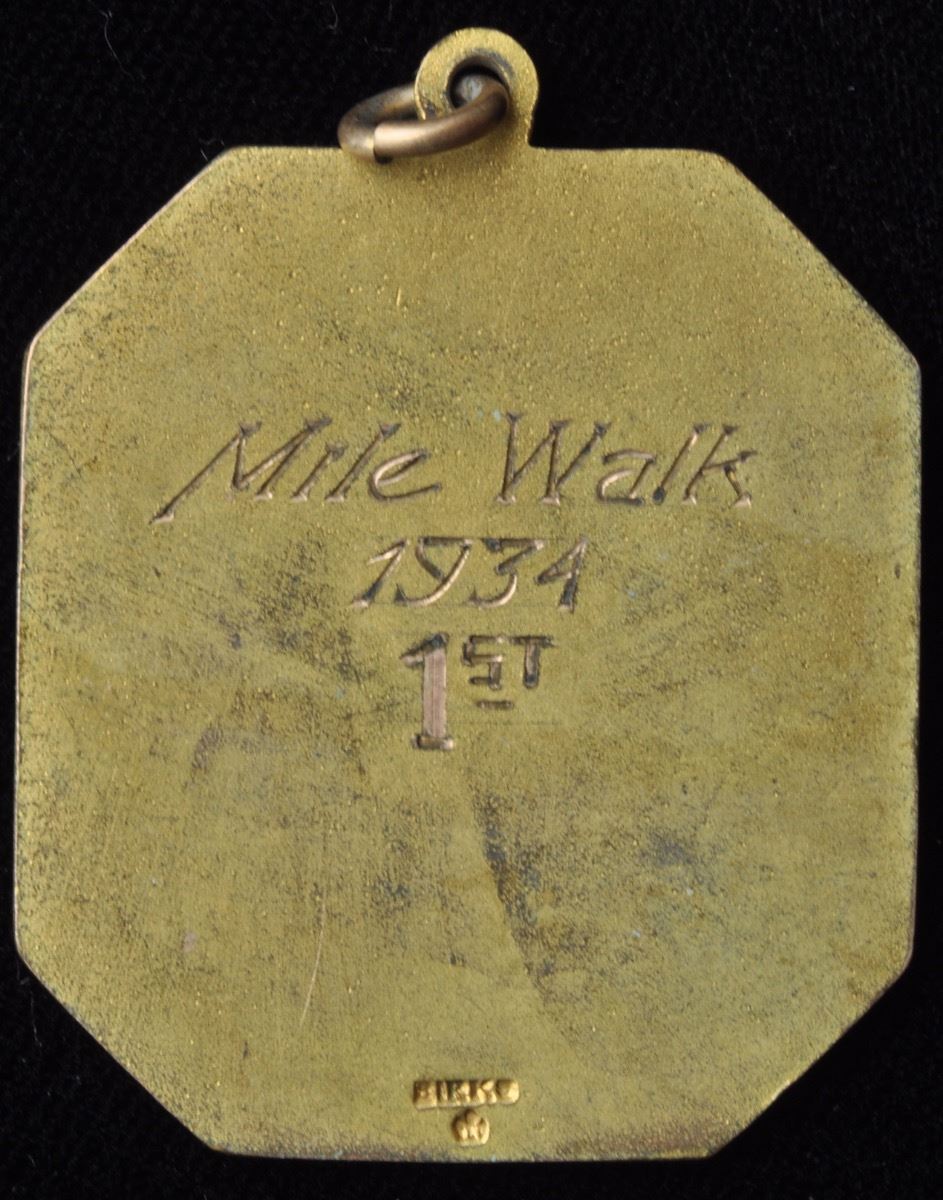 Mile Walk
1934
1ST
BIRKS